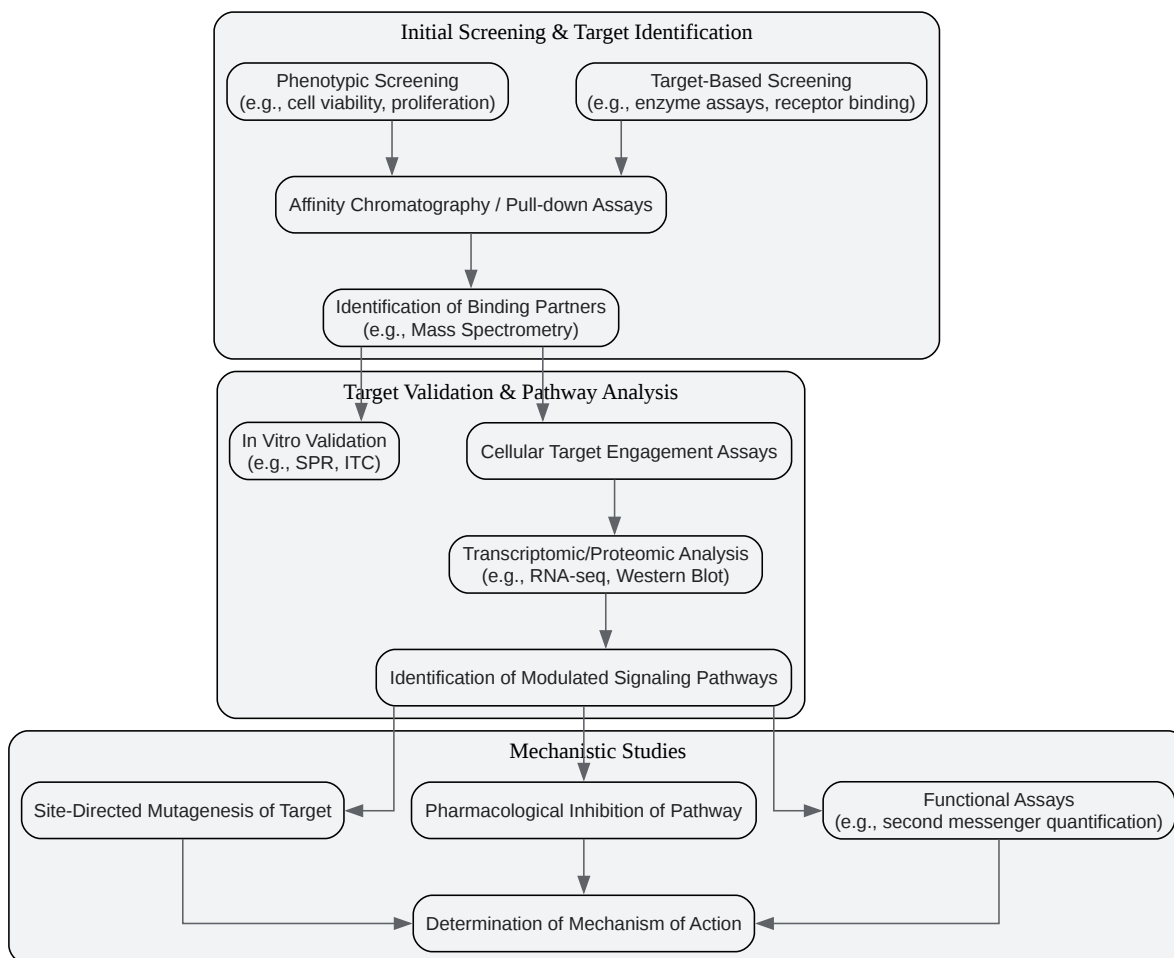 Initial Screening & Target Identification
Phenotypic Screening
(e.g., cell viability, proliferation)
Target-Based Screening
(e.g., enzyme assays, receptor binding)
Affinity Chromatography / Pull-down Assays
Identification of Binding Partners
(e.g., Mass Spectrometry)
Target Validation & Pathway Analysis
In Vitro Validation
(e.g., SPR, ITC)
Cellular Target Engagement Assays
Transcriptomic/Proteomic Analysis
(e.g., RNA-seq, Western Blot)
Identification of Modulated Signaling Pathways
Mechanistic Studies
Site-Directed Mutagenesis of Target
Pharmacological Inhibition of Pathway
Functional Assays
(e.g., second messenger quantification)
Determination of Mechanism of Action